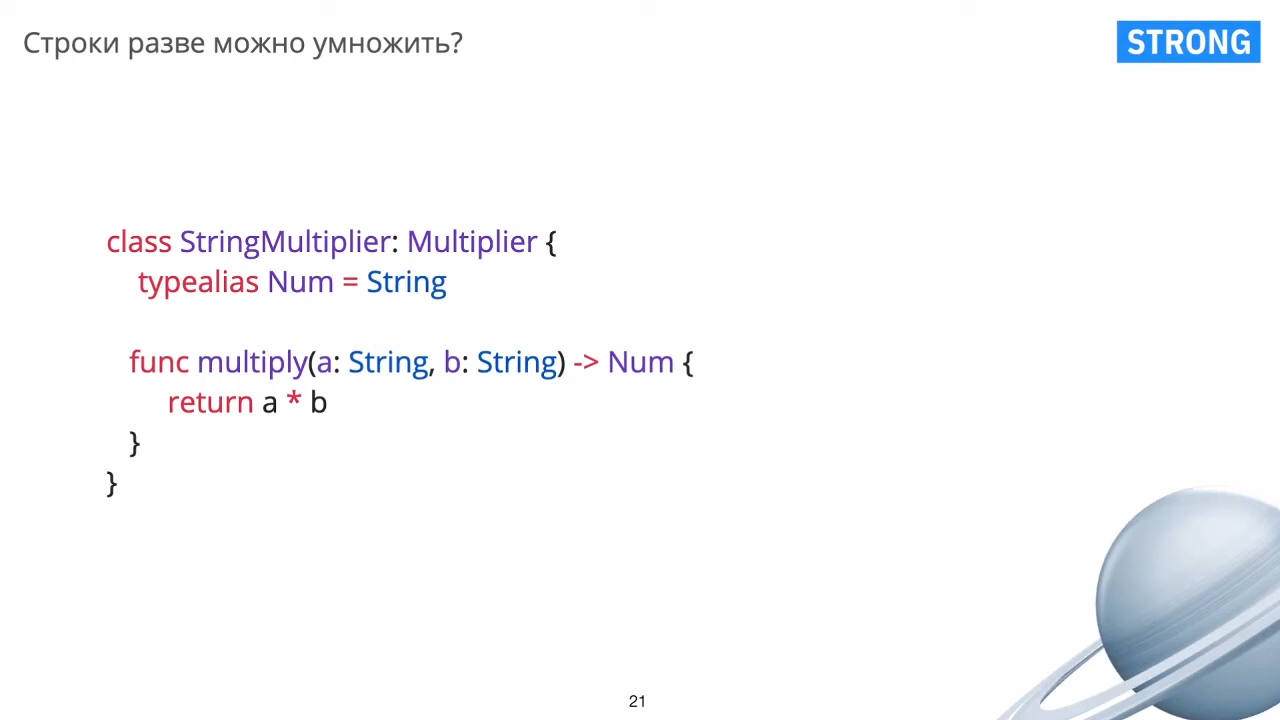 Строки разве можно умножить?
STRONG
class StringMultiplier: Multiplier {
typealias Num = String
func multiply(a: String, b: String) -> Num {
return a * b
}
}
21